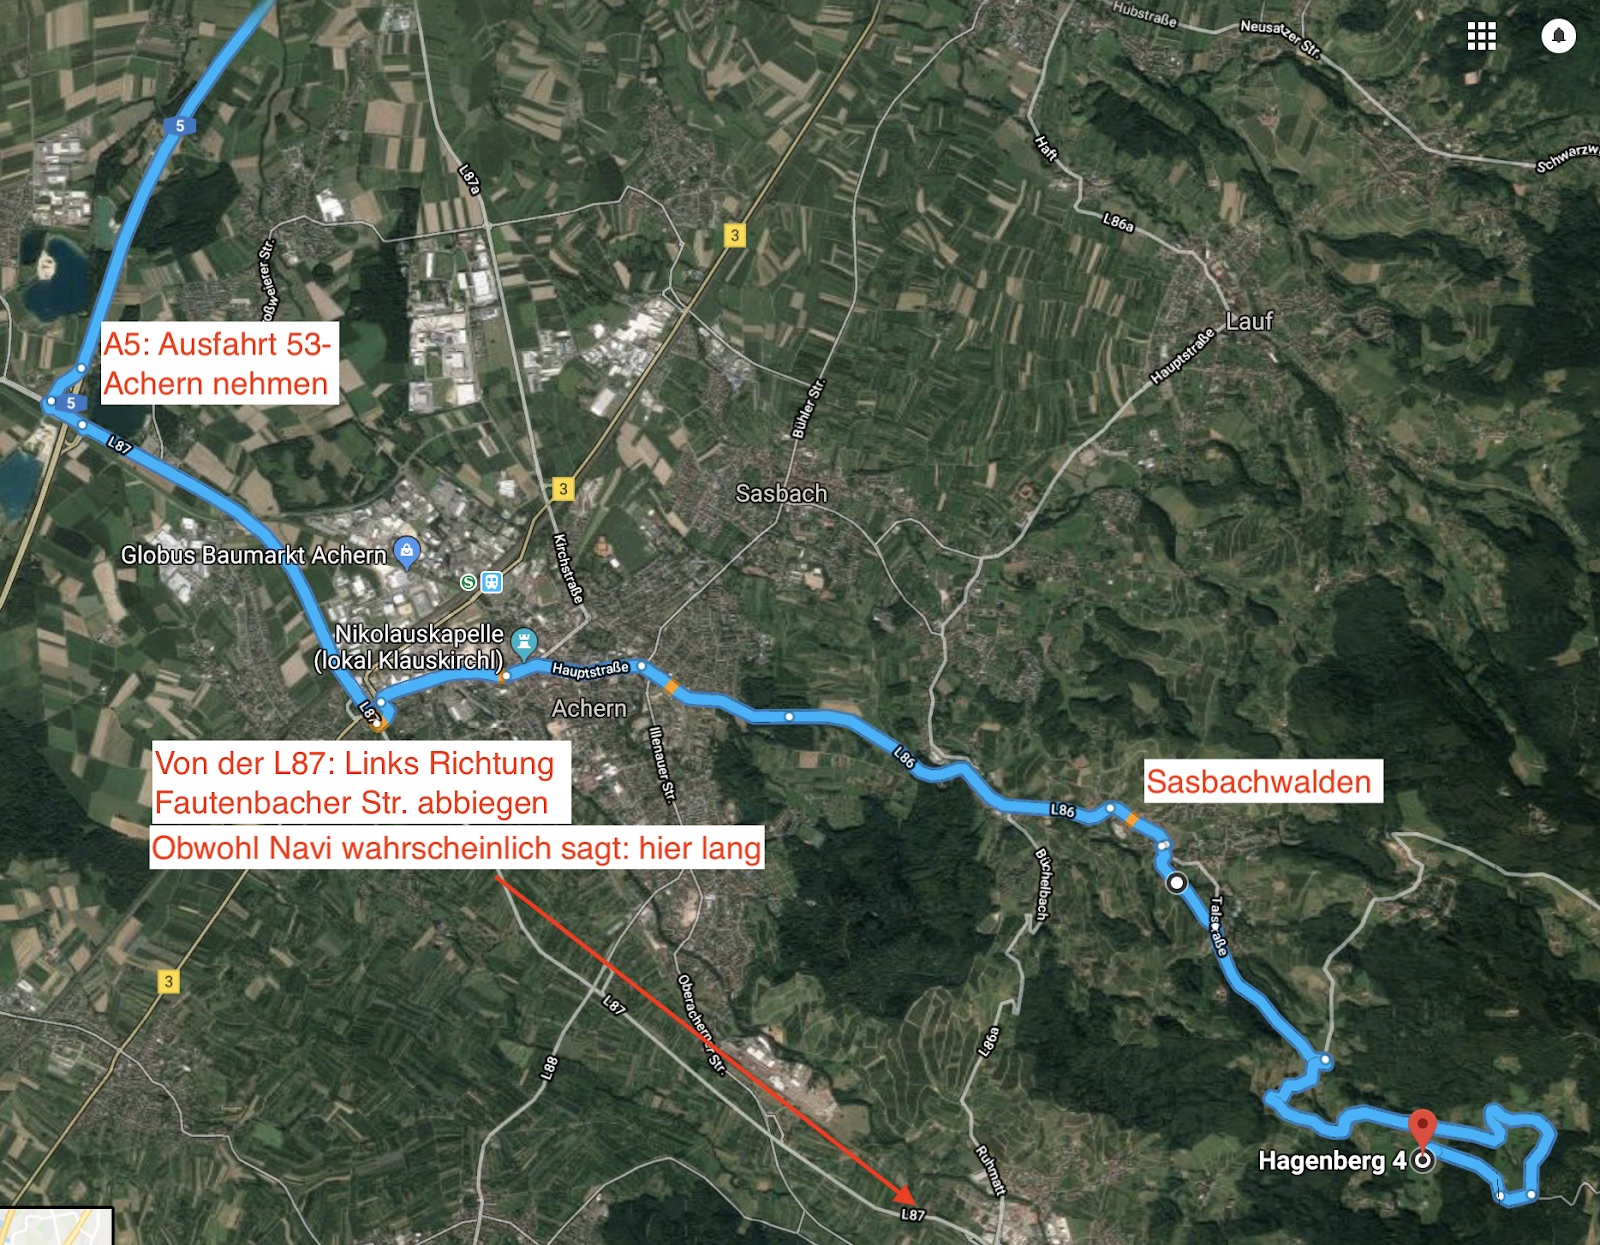 Hubstraße
Neusatzer Str.
5
L87a
Haft
Schwarzw
L86a
3
oßweierer Str.
Lauf
A5: Ausfahrt 53-
Achern nehmen
Hauptstraße
5
Bühler Str.
L87
3
Sasbach
Globus Baumarkt Achern
S
Kirchstraße
Nikolauskapelle
(lokal Klauskirchl)
Hauptstraße
L87
Achern
Illenauer Str.
L86
Von der L87: Links Richtung
Fautenbacher Str. abbiegen
Sasbachwalden
L86
Obwohl Navi wahrscheinlich sagt: hier lang
Büchelbach
Talstraße
3
L87
Oberacherner Str.
L86a
L88
Hagenberg 4
Ruhmatt
L87